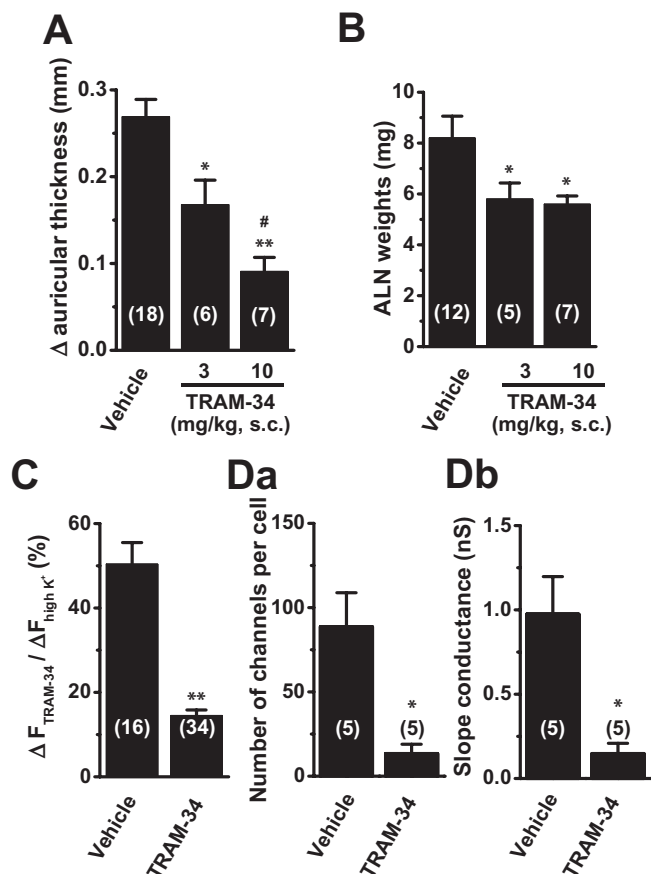 A
Δ auricular thickness (mm)
0.3
0.2
0.1
0.0
*
#
**
(18)
(6)
(7)
Vehicle
3
10
TRAM-34
(mg/kg, s.c.)
B
ALN weights (mg)
10
8
6
4
2
0
*
*
(12)
(5)
(7)
Vehicle
3
10
TRAM-34
(mg/kg, s.c.)
C
Δ F TRAM-34 / ΔF high K+ (%)
60
40
20
0
**
(16)
(34)
Vehicle
TRAM-34
Da
Number of channels per cell
150
100
50
0
*
(5)
(5)
Vehicle
TRAM-34
Db
Slope conductance (nS)
1.5
1.0
0.5
0.0
*
(5)
(5)
Vehicle
TRAM-34